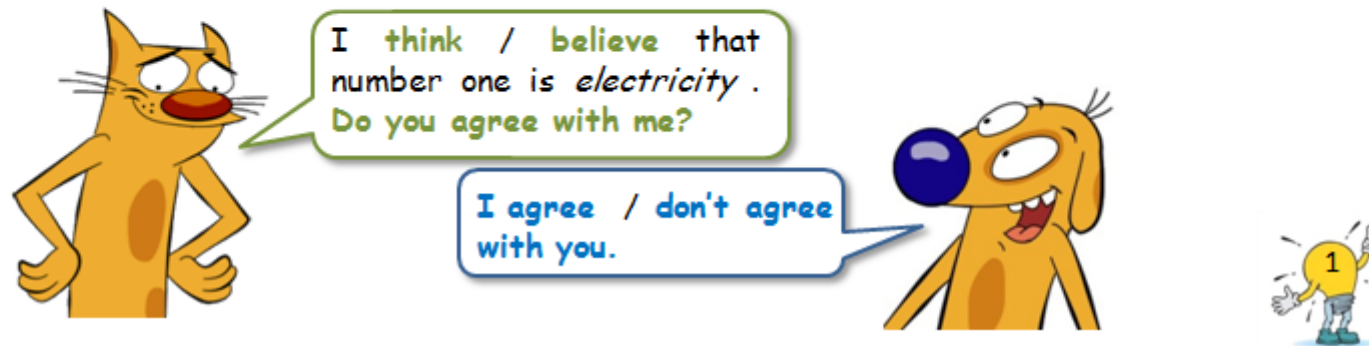 I think / believe that
number one is electricity .
Do you agree with me?
I agree / don't agree
with you.
1